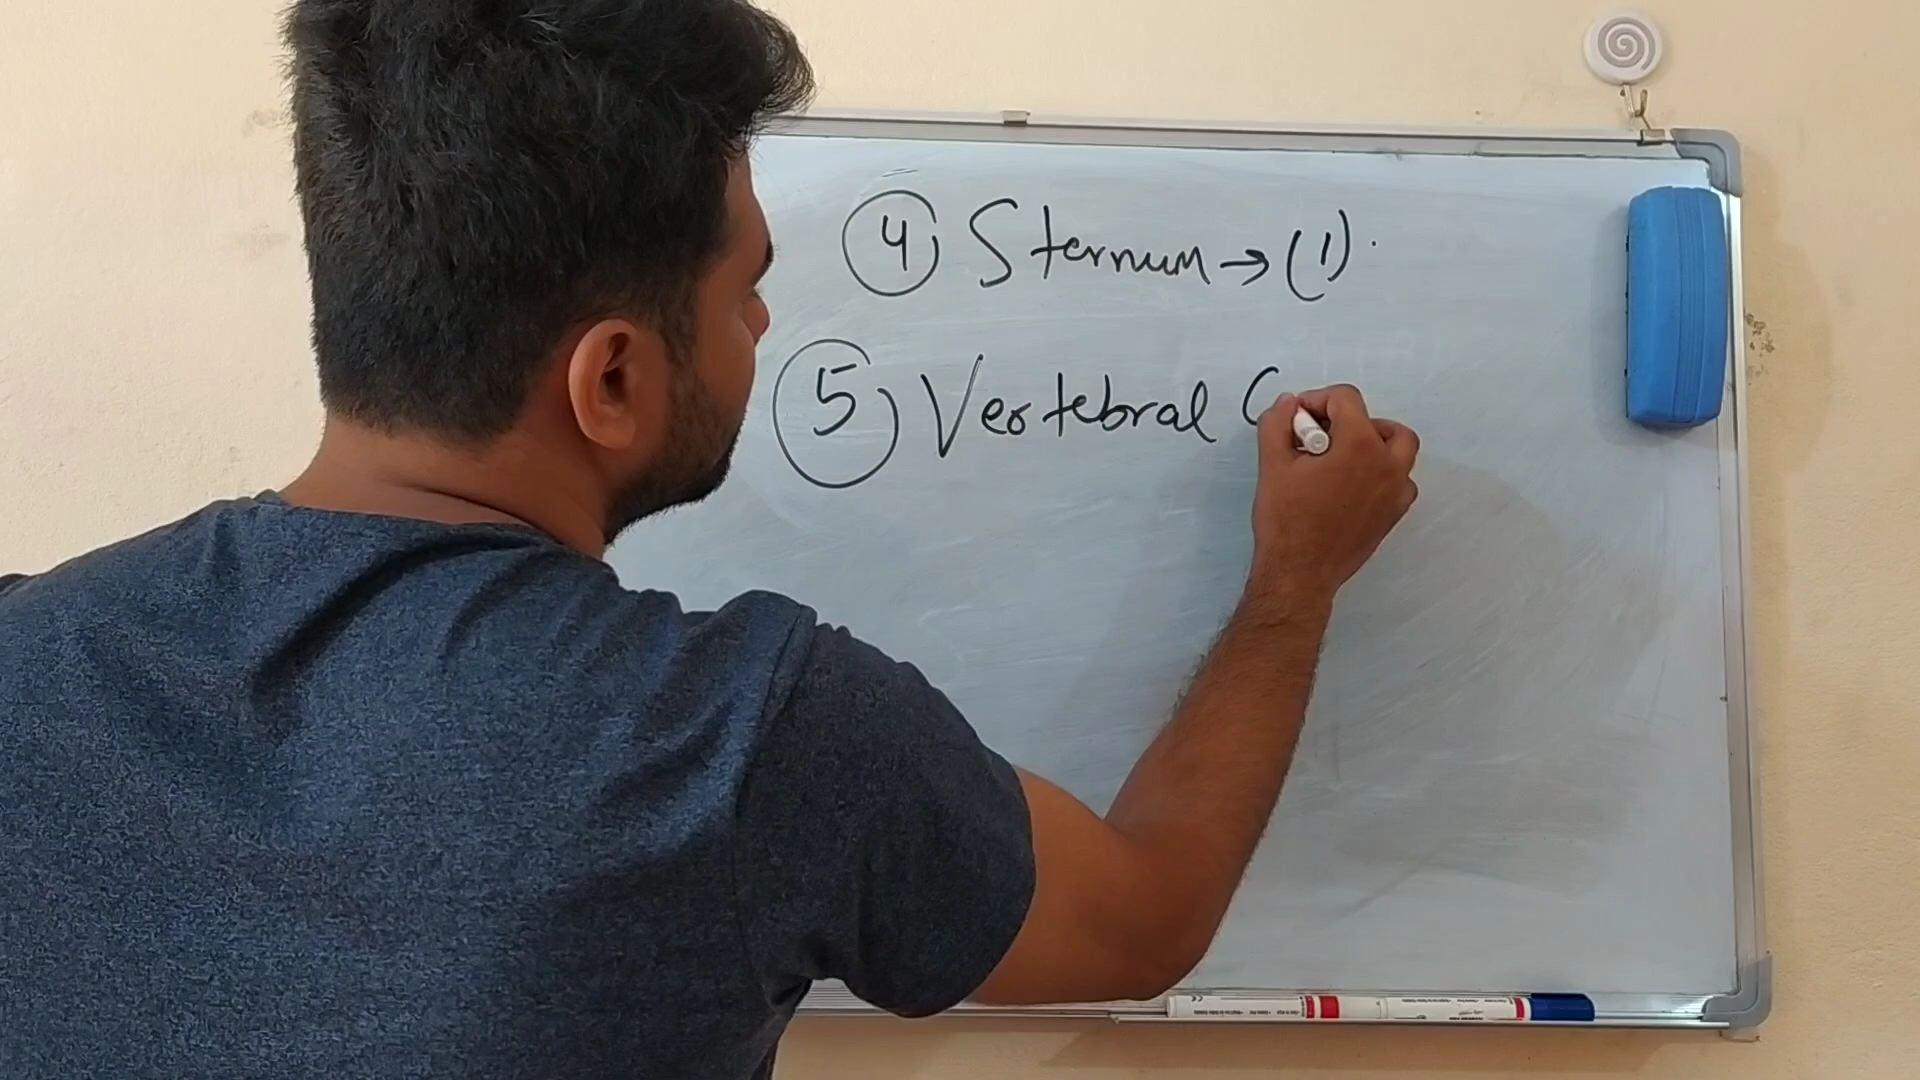 4 Sternum → (1).
5 Vertebral C